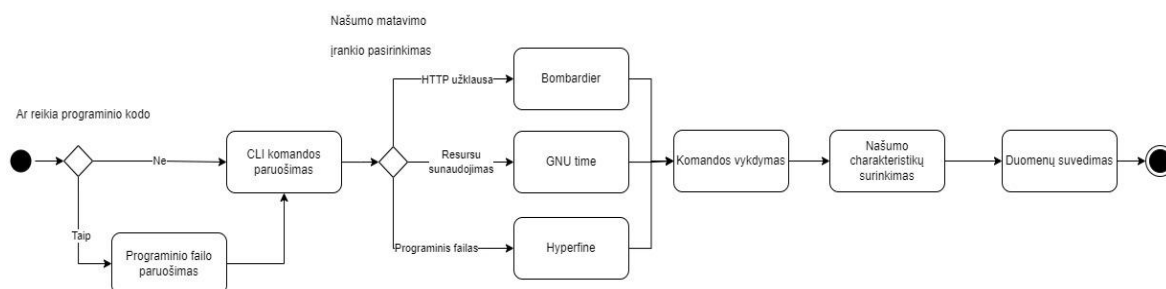 Našumo matavimo
įrankio pasirinkimas
Ar reikia programinio kodo
HTTP užklausa
Bombardier
Ne
CLI komandos
paruošimas
Resursu
sunaudojimas
GNU time
Komandos vykdymas
Našumo
charakteristikų
surinkimas
Duomenų suvedimas
Taip
Programinio failo
paruošimas
Programinis failas
Hyperfine